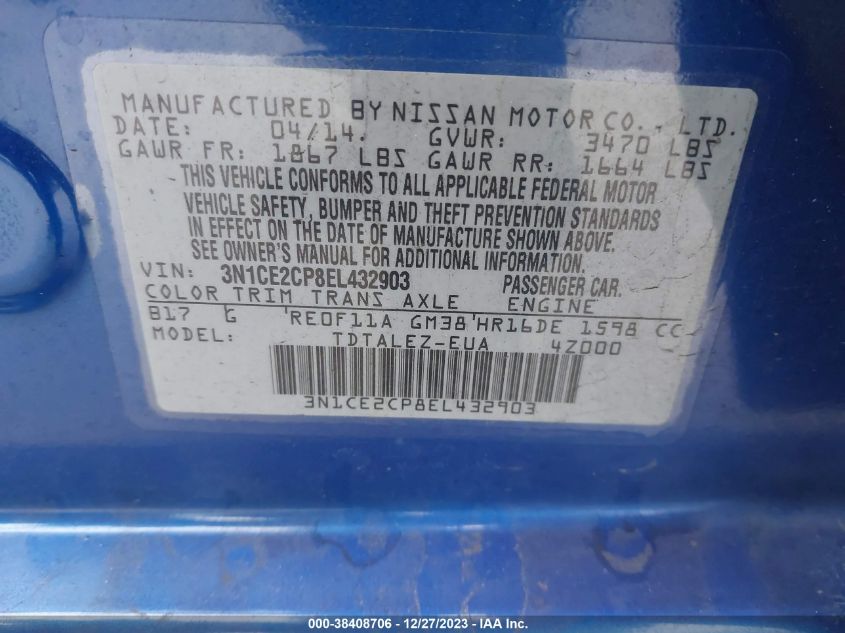 MANUFACTURED BY NISSAN MOTOR CO., LTD.
DATE: 04/14. GVWR: 3470 LBS
GAWR FR: 1867 LBS GAWR RR: 1664 LBS
THIS VEHICLE CONFORMS TO ALL APPLICABLE FEDERAL MOTOR
VEHICLE SAFETY, BUMPER AND THEFT PREVENTION STANDARDS
IN EFFECT ON THE DATE OF MANUFACTURE SHOWN ABOVE.
SEE OWNER'S MANUAL FOR ADDITIONAL INFORMATION.
VIN: 3N1CE2CP8EL432903 PASSENGER CAR.
COLOR TRIM TRANS AXLE ENGINE
B17 G RE0F11A GM38 HR16DE 1598 CC
MODEL: TDTALEZ-EUA 4Z000
3N1CE2CP8EL432903
000-38408706 - 12/27/2023 - IAA Inc.